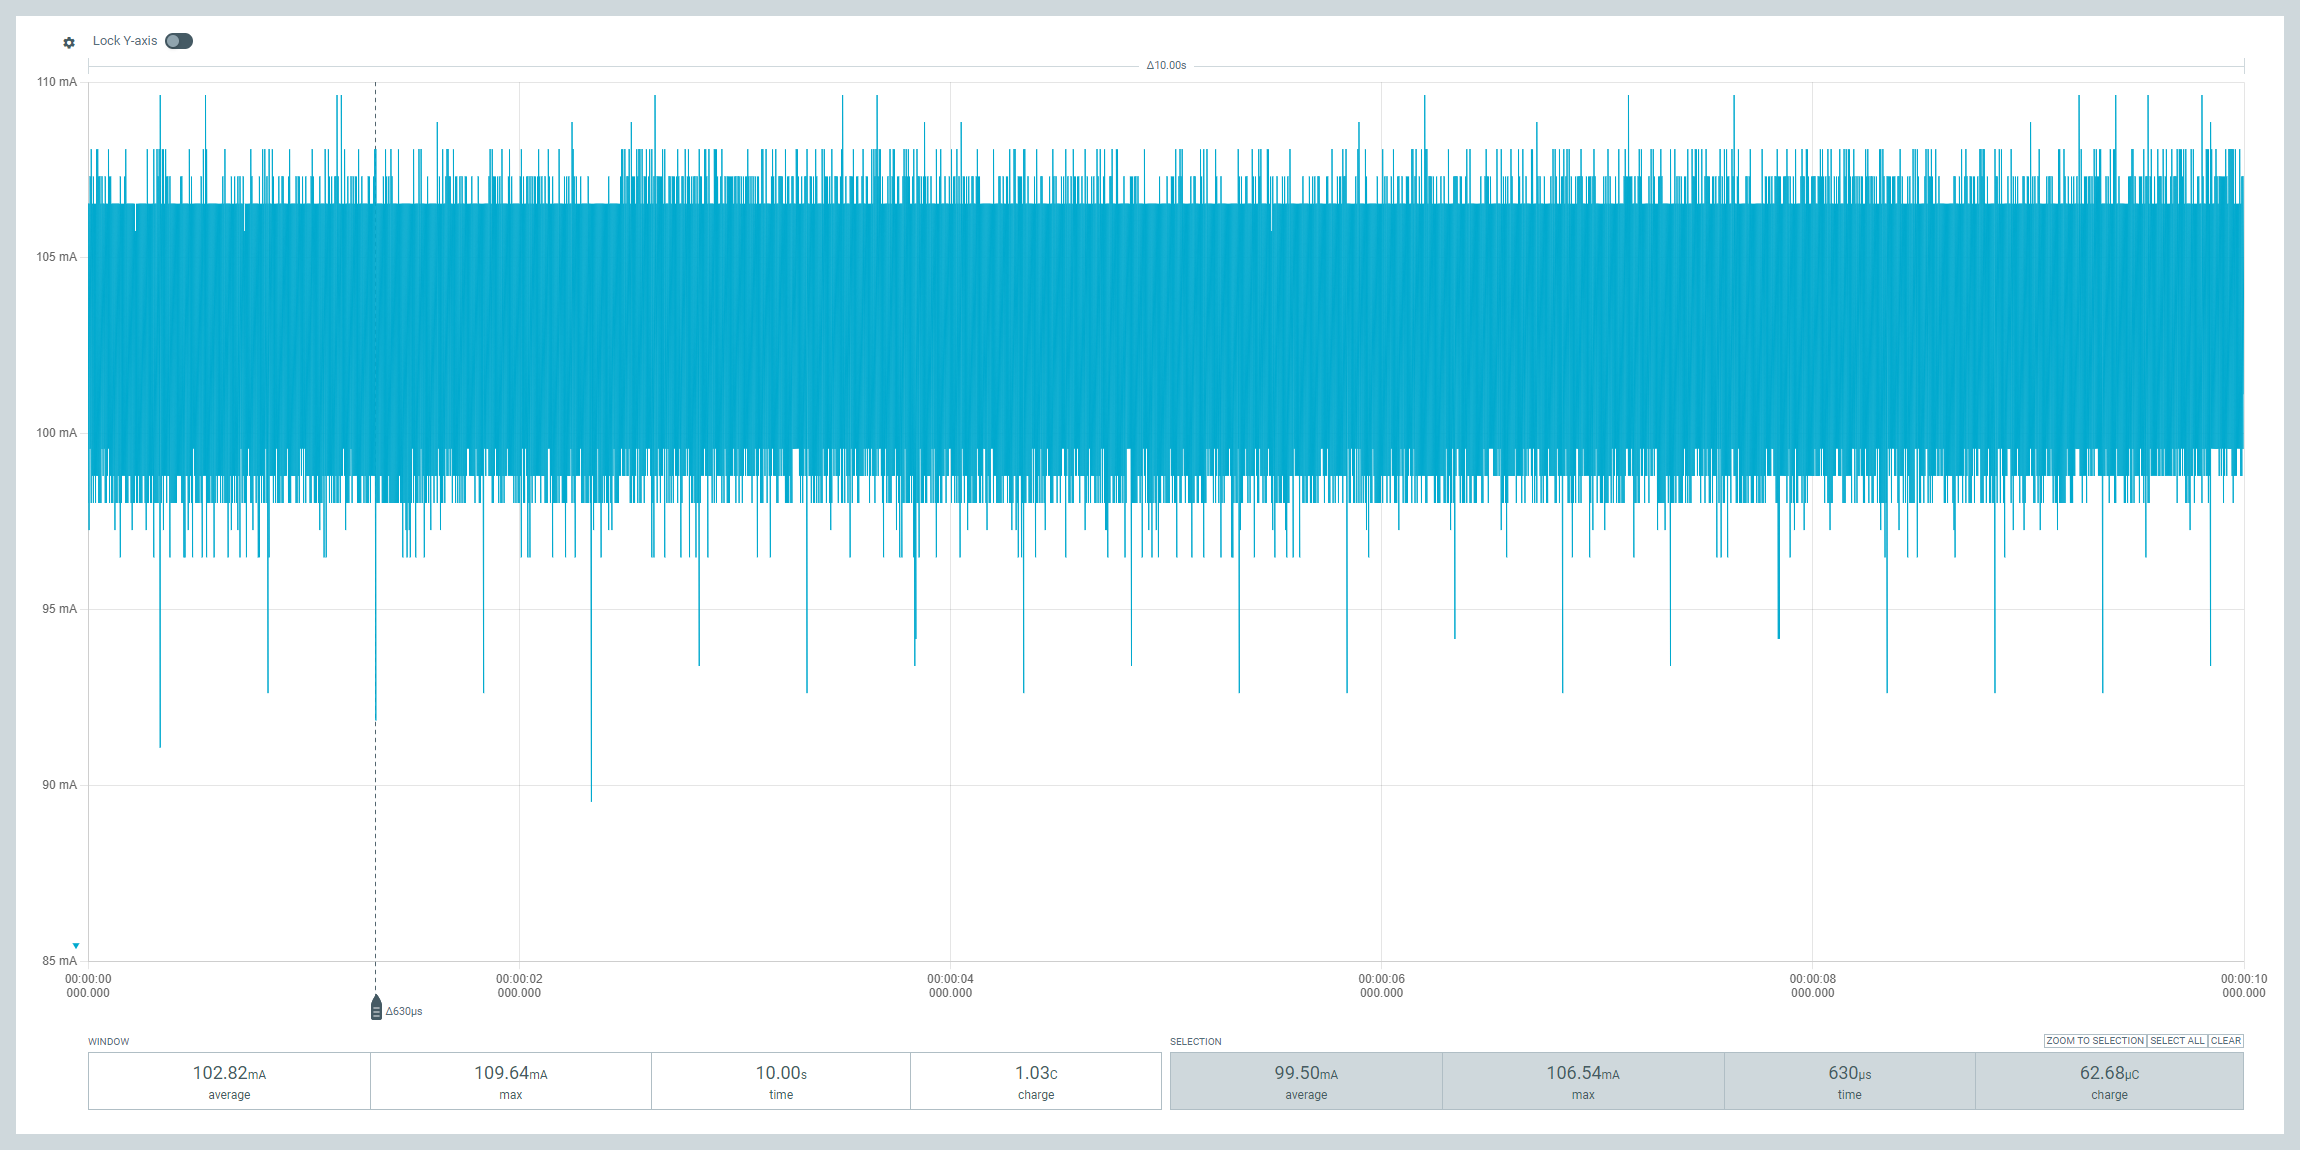 Lock Y-axis
Δ10.00s
110 mA
105 mA
100 mA
95 mA
90 mA
85 mA
00:00:00 00:00:02 00:00:04 00:00:06 00:00:08 00:00:10
000.000 000.000 000.000 000.000 000.000 000.000
Δ630µs
WINDOW
102.82mA 109.64mA 10.00s 1.03C
average max time charge
SELECTION ZOOM TO SELECTION SELECT ALL CLEAR
99.50mA 106.54mA 630µs 62.68µC
average max time charge